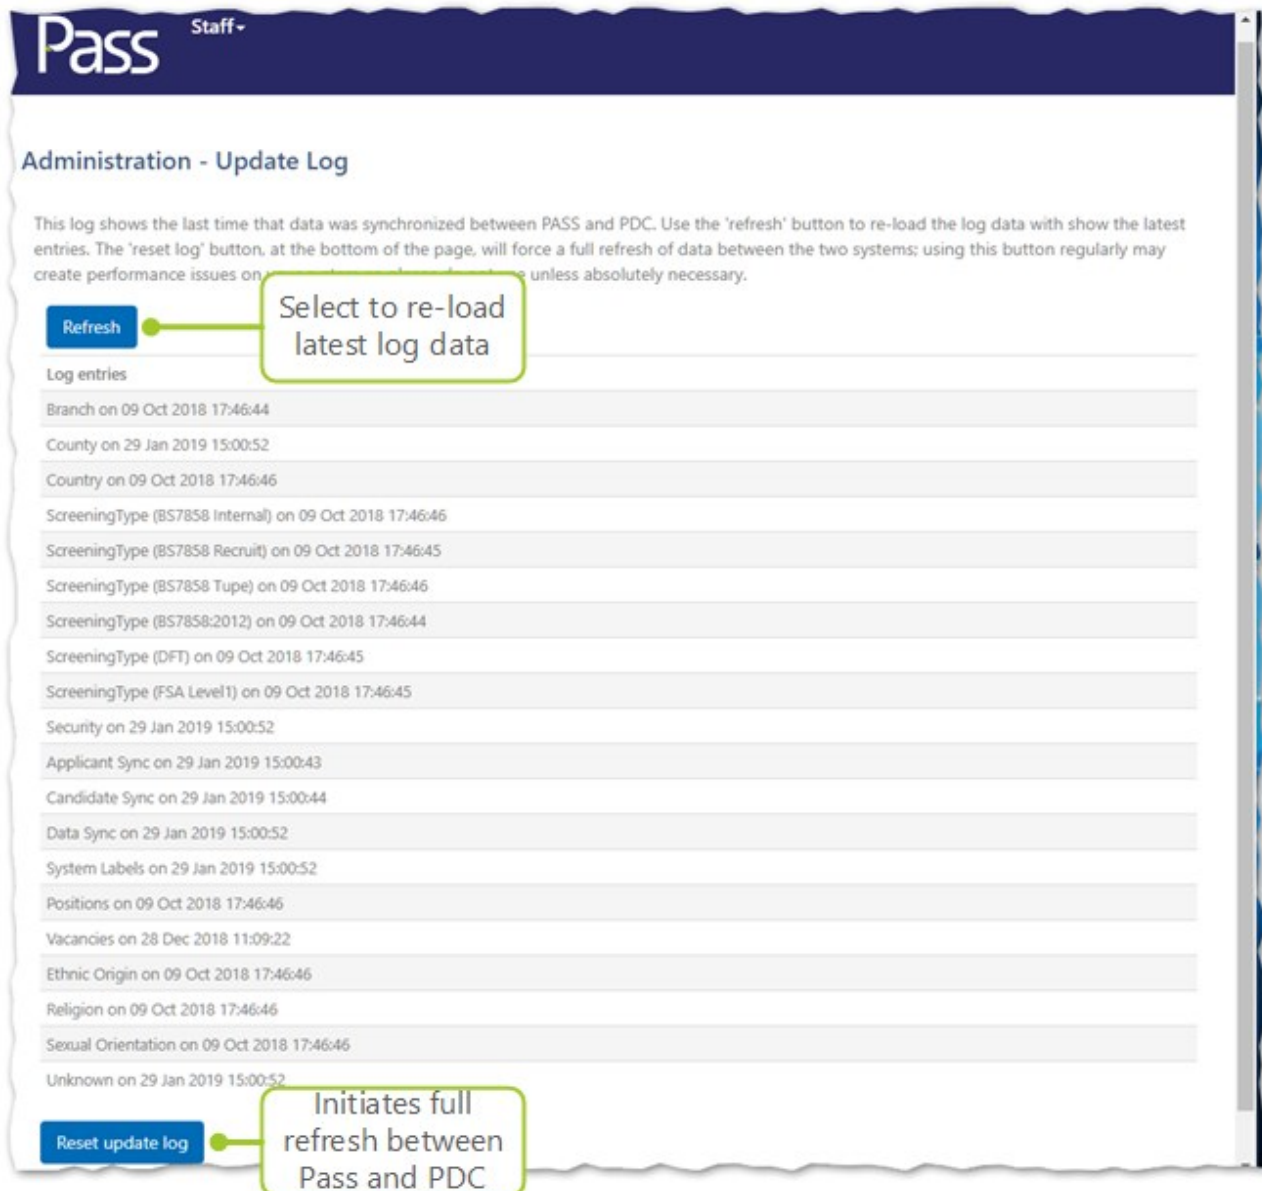 Pass
Staff
Administration - Update Log
This log shows the last time that data was synchronized between PASS and PDC. Use the 'refresh' button to re-load the log data with show the latest
entries. The 'reset log' button, at the bottom of the page, will force a full refresh of data between the two systems; using this button regularly may
create performance issues on unless absolutely necessary.
Refresh
Select to re-load
latest log data
Log entries
Branch on 09 Oct 2018 17:46:44
County on 29 Jan 2019 15:00:52
Country on 09 Oct 2018 17:46:46
ScreeningType (BS7858 Internal) on 09 Oct 2018 17:46:46
ScreeningType (BS7858 Recruit) on 09 Oct 2018 17:46:45
ScreeningType (BS7858 Tupe) on 09 Oct 2018 17:46:46
ScreeningType (BS7858:2012) on 09 Oct 2018 17:46:44
ScreeningType (DFT) on 09 Oct 2018 17:46:45
ScreeningType (FSA Level1) on 09 Oct 2018 17:46:45
Security on 29 Jan 2019 15:00:52
Applicant Sync on 29 Jan 2019 15:00:43
Candidate Sync on 29 Jan 2019 15:00:44
Data Sync on 29 Jan 2019 15:00:52
System Labels on 29 Jan 2019 15:00:52
Positions on 09 Oct 2018 17:46:46
Vacancies on 28 Dec 2018 11:09:22
Ethnic Origin on 09 Oct 2018 17:46:46
Religion on 09 Oct 2018 17:46:46
Sexual Orientation on 09 Oct 2018 17:46:46
Unknown on 29 Jan 2019 15:00:52
Reset update log
Initiates full
refresh between
Pass and PDC